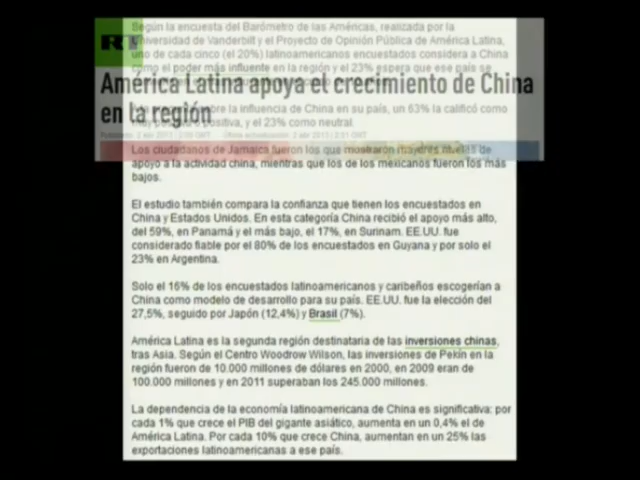 Según la encuesta del Barómetro de las Américas, realizada por la
Universidad de Vanderbilt y el Proyecto de Opinión Pública de América Latina,
uno de cada cinco (el 20%) latinoamericanos encuestados considera a China
como el poder más influente en la región y el 23% espera que ese país se
RT
América Latina apoya el crecimiento de China
en la región
sobre la influencia de China en su país, un 63% la calificó como
muy positiva o positiva, y el 23% como neutral.
2 abr 2013
Última actualización: 2 abr 2013
Los ciudadanos de Jamaica fueron los que mostraron mayores niveles de
apoyo a la actividad china, mientras que los de los mexicanos fueron los más
bajos.
El estudio también compara la confianza que tienen los encuestados en
China y Estados Unidos. En esta categoría China recibió el apoyo más alto,
del 59%, en Panamá y el más bajo, el 17%, en Surinam. EE.UU. fue
considerado fiable por el 80% de los encuestados en Guyana y por solo el
23% en Argentina.
Solo el 16% de los encuestados latinoamericanos y caribeños escogerían a
China como modelo de desarrollo para su país. EE.UU. fue la elección del
27,5%, seguido por Japón (12,4%) y Brasil (7%).
América Latina es la segunda región destinataria de las inversiones chinas,
tras Asia. Según el Centro Woodrow Wilson, las inversiones de Pekín en la
región fueron de 10.000 millones de dólares en 2000, en 2009 eran de
100.000 millones y en 2011 superaban los 245.000 millones.
La dependencia de la economía latinoamericana de China es significativa: por
cada 1% que crece el PIB del gigante asiático, aumenta en un 0,4% el de
América Latina. Por cada 10% que crece China, aumentan en un 25% las
exportaciones latinoamericanas a ese país.